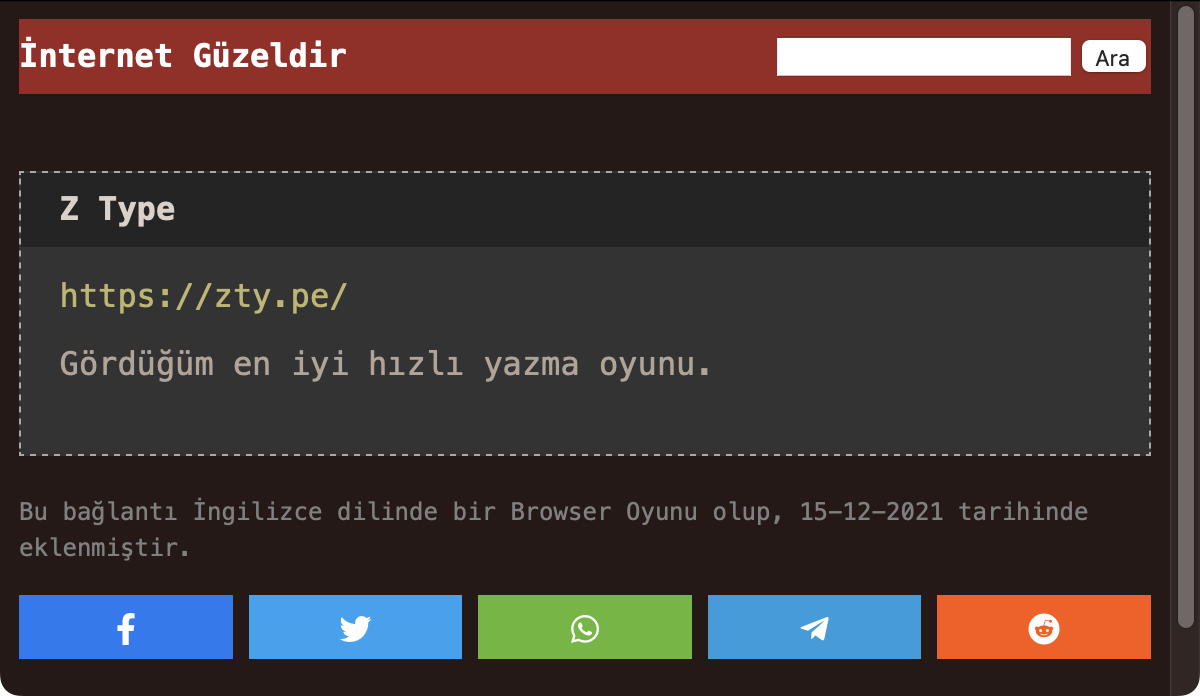 İnternet Güzeldir
Ara
Z Type
https://zty.pe/
Gördüğüm en iyi hızlı yazma oyunu.
Bu bağlantı İngilizce dilinde bir Browser Oyunu olup, 15-12-2021 tarihinde
eklenmiştir.